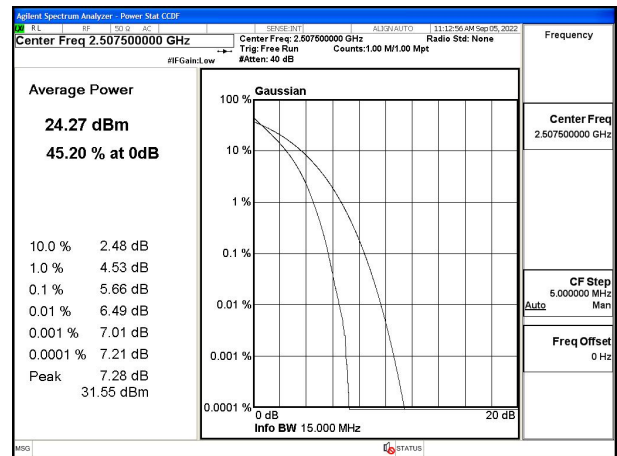 Agilent Spectrum Analyzer - Power Stat CCDF
RL RF 50 Ω AC SENSE:INT ALIGNAUTO 11:12:56 AM Sep 05, 2022
Center Freq 2.507500000 GHz
Center Freq: 2.507500000 GHz Radio Std: None
Trig: Free Run Counts:1.00 M/1.00 Mpt
#IFGain:Low #Atten: 40 dB
Frequency
Average Power
24.27 dBm
45.20 % at 0dB
10.0 % 2.48 dB
1.0 % 4.53 dB
0.1 % 5.66 dB
0.01 % 6.49 dB
0.001 % 7.01 dB
0.0001 % 7.21 dB
Peak 7.28 dB
31.55 dBm
Gaussian
100 %
10 %
1 %
0.1 %
0.01 %
0.001 %
0.0001 %
0 dB 20 dB
Info BW 15.000 MHz
Center Freq
2.507500000 GHz
CF Step
5.000000 MHz
Auto Man
Freq Offset
0 Hz
MSG STATUS